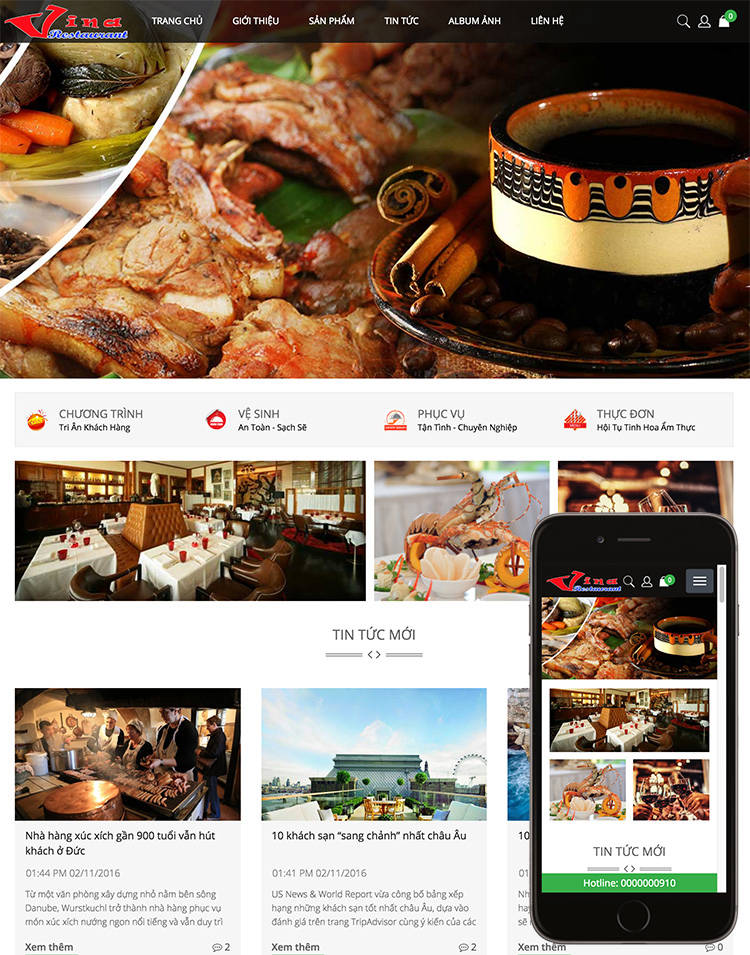 Vina
Restaurant
TRANG CHỦ GIỚI THIỆU SẢN PHẨM TIN TỨC ALBUM ẢNH LIÊN HỆ
0
CHƯƠNG TRÌNH
Tri Ân Khách Hàng
VỆ SINH
An Toàn - Sạch Sẽ
PHỤC VỤ
Tận Tình - Chuyên Nghiệp
THỰC ĐƠN
Hội Tụ Tinh Hoa Ẩm Thực
TIN TỨC MỚI
Nhà hàng xúc xích gần 900 tuổi vẫn hút
khách ở Đức
01:44 PM 02/11/2016
Từ một văn phòng xây dựng nhỏ nằm bên sông
Danube, Wurstkuchl trở thành nhà hàng phục vụ
món xúc xích nướng ngon nổi tiếng và vẫn duy trì
Xem thêm
2
10 khách sạn “sang chảnh” nhất châu Âu
01:41 PM 02/11/2016
US News & World Report vừa công bố bảng xếp
hạng những khách sạn tốt nhất châu Âu, dựa vào
đánh giá trên trang TripAdvisor cùng ý kiến của các
Xem thêm
2
10
01:
Nhữ
sẽ n
Xem thêm
0
Vina
Restaurant
0
TIN TỨC MỚI
Hotline: 0000000910